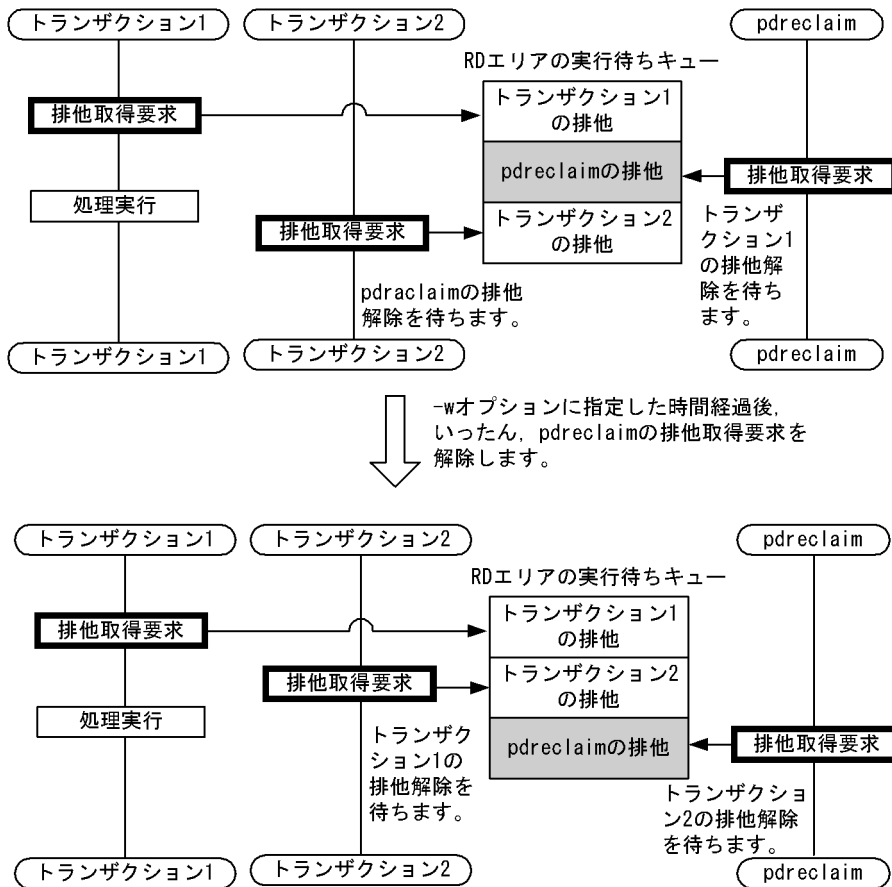 トランザクション1
トランザクション2
pdreclaim
RDエリアの実行待ちキュー
排他取得要求
トランザクション1
の排他
pdreclaimの排他
排他取得要求
処理実行
排他取得要求
トランザクション2
の排他
トランザ
クション1
の排他解
除を待ち
ます。
pdraclaimの排他
解除を待ちます。
トランザクション1
トランザクション2
pdreclaim
-wオプションに指定した時間経過後,
いったん, pdreclaimの排他取得要求を
解除します。
トランザクション1
トランザクション2
pdreclaim
RDエリアの実行待ちキュー
排他取得要求
トランザクション1
の排他
排他取得要求
トランザクション2
の排他
処理実行
pdreclaimの排他
排他取得要求
トランザク
ション1の
排他解除を
待ちます。
トランザクショ
ン2の排他解除
を待ちます。
トランザクション1
トランザクション2
pdreclaim